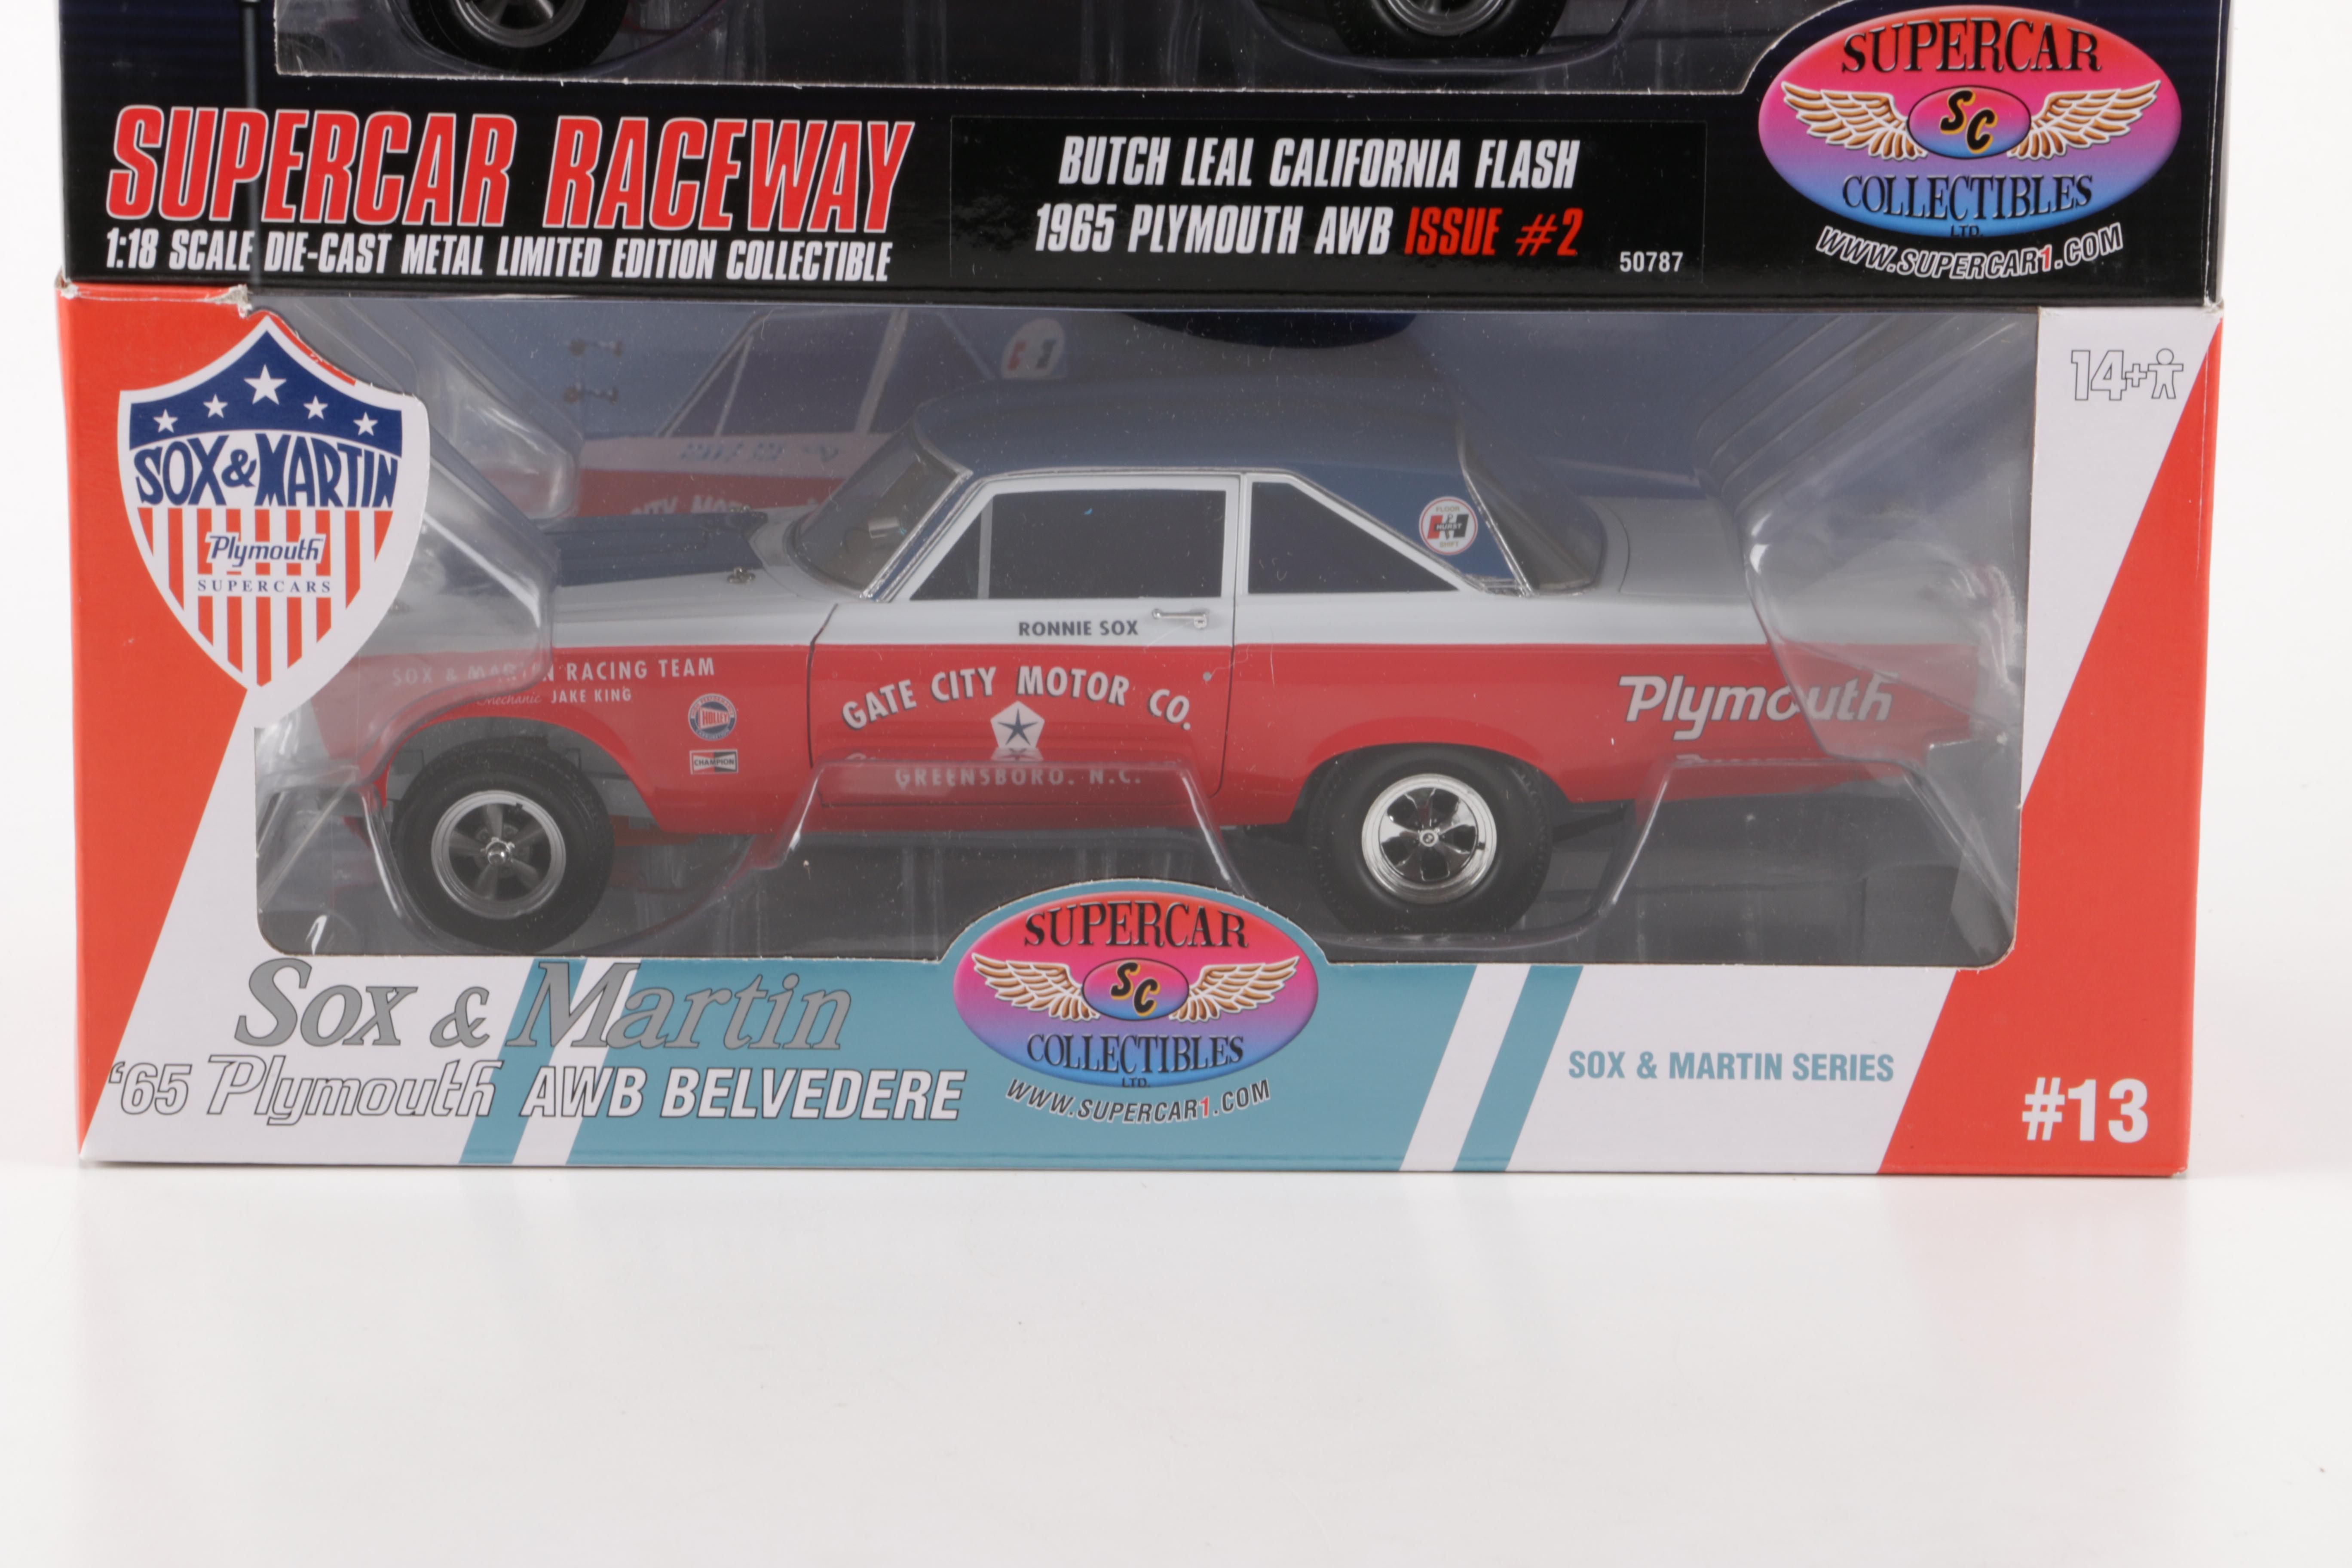 SUPERCAR RACEWAY
1:18 SCALE DIE-CAST METAL LIMITED EDITION COLLECTIBLE
BUTCH LEAL CALIFORNIA FLASH
1965 PLYMOUTH AWB ISSUE #2
50787
SUPERCAR
SC
COLLECTIBLES
LTD.
WWW.SUPERCAR1.COM
SOX & MARTIN
Plymouth
SUPERCARS
14+
HURST
RONNIE SOX
SOX & MARTIN RACING TEAM
Mechanic JAKE KING
HOLLEY
CHAMPION
GATE CITY MOTOR CO.
GREENSBORO. N.C.
Plymouth
Sox & Martin
'65 Plymouth AWB BELVEDERE
SUPERCAR
SC
COLLECTIBLES
LTD.
WWW.SUPERCAR1.COM
SOX & MARTIN SERIES
#13